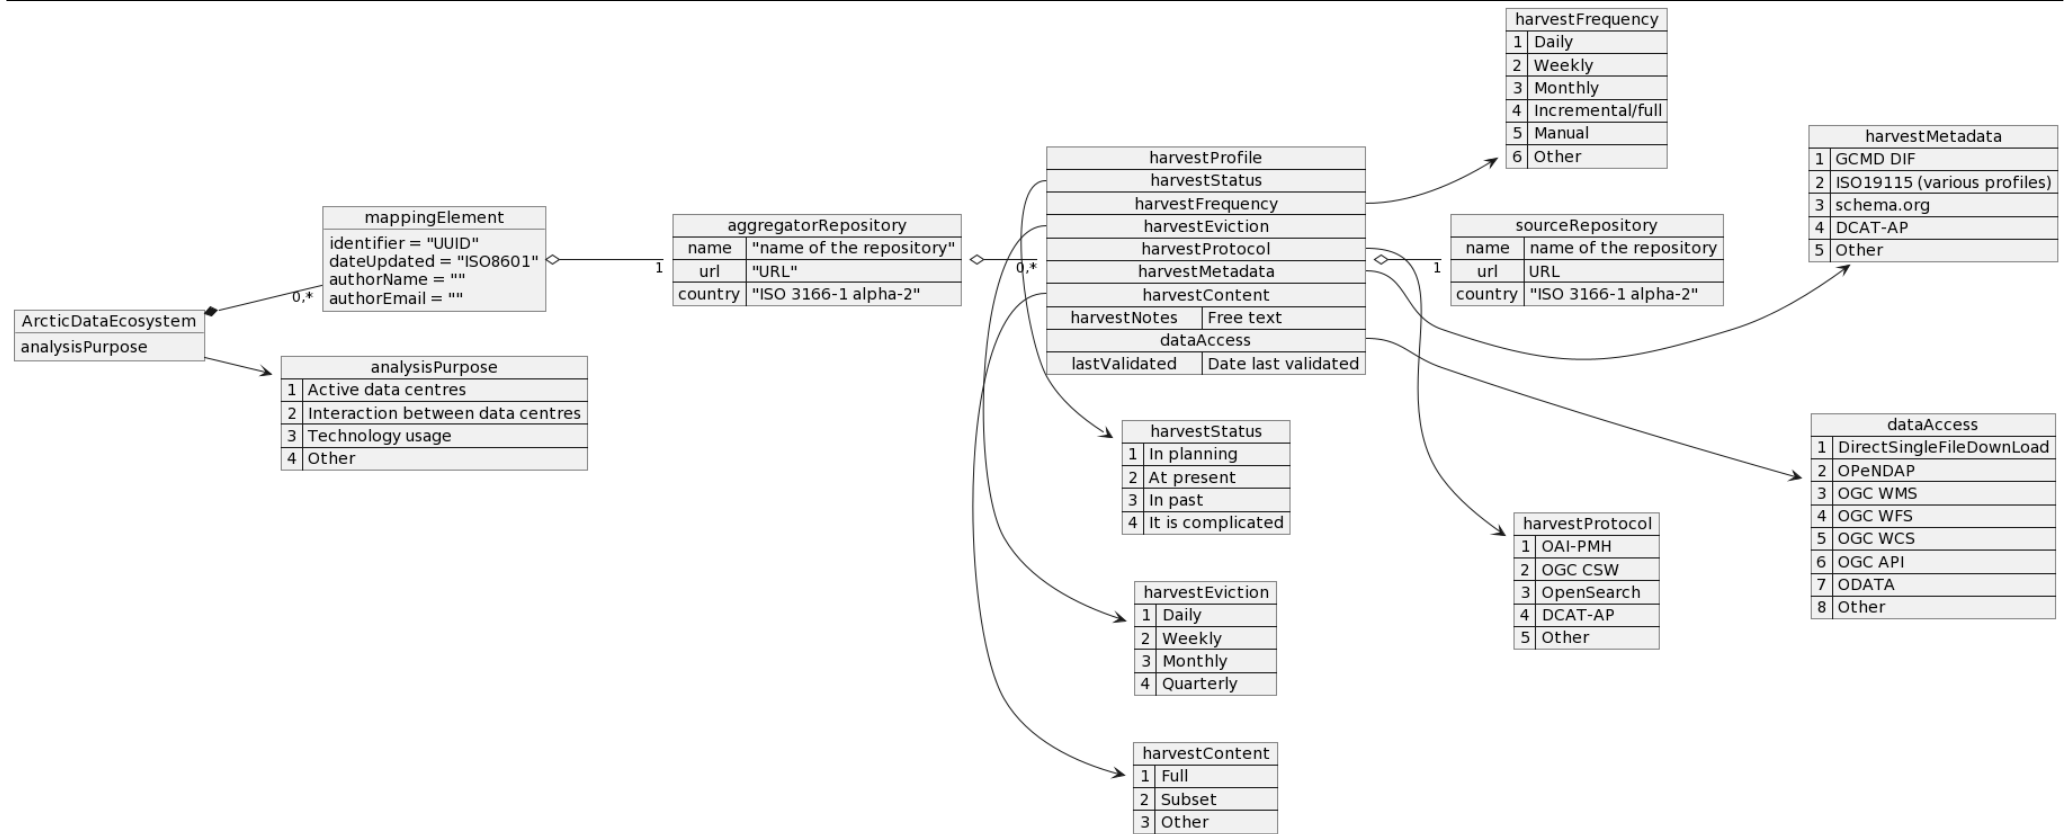 harvestFrequency
1 Daily
2 Weekly
3 Monthly
4 Incremental/full
5 Manual
6 Other
harvestMetadata
1 GCMD DIF
2 ISO19115 (various profiles)
3 schema.org
4 DCAT-AP
5 Other
harvestProfile
harvestStatus
harvestFrequency
harvestEviction
harvestProtocol
harvestMetadata
harvestContent
harvestNotes Free text
dataAccess
lastValidated Date last validated
mappingElement
identifier = "UUID"
dateUpdated = "ISO8601"
authorName = ""
authorEmail = ""
1
aggregatorRepository
name "name of the repository"
url "URL"
country "ISO 3166-1 alpha-2"
0,*
1
sourceRepository
name name of the repository
url URL
country "ISO 3166-1 alpha-2"
0,*
ArcticDataEcosystem
analysisPurpose
analysisPurpose
1 Active data centres
2 Interaction between data centres
3 Technology usage
4 Other
harvestStatus
1 In planning
2 At present
3 In past
4 It is complicated
dataAccess
1 DirectSingleFileDownLoad
2 OPeNDAP
3 OGC WMS
4 OGC WFS
5 OGC WCS
6 OGC API
7 ODATA
8 Other
harvestProtocol
1 OAI-PMH
2 OGC CSW
3 OpenSearch
4 DCAT-AP
5 Other
harvestEviction
1 Daily
2 Weekly
3 Monthly
4 Quarterly
harvestContent
1 Full
2 Subset
3 Other